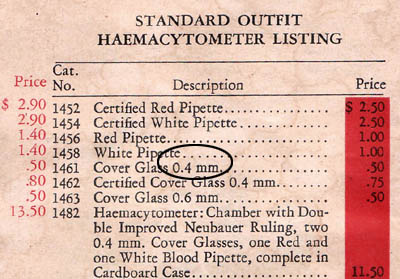 STANDARD OUTFIT
HAEMACYTOMETER LISTING
Price Cat. No. Description Price
$ 2.90 1452 Certified Red Pipette.............. $ 2.50
2.90 1454 Certified White Pipette............ 2.50
1.40 1456 Red Pipette........................ 1.00
1.40 1458 White Pipette...................... 1.00
.50 1461 Cover Glass 0.4 mm................. .50
.80 1462 Certified Cover Glass 0.4 mm....... .75
.50 1463 Cover Glass 0.6 mm................. .50
13.50 1482 Haemacytometer: Chamber with Dou-
ble Improved Neubauer Ruling, two
0.4 mm. Cover Glasses, one Red and
one White Blood Pipette, complete in
Cardboard Case..................... 11.50